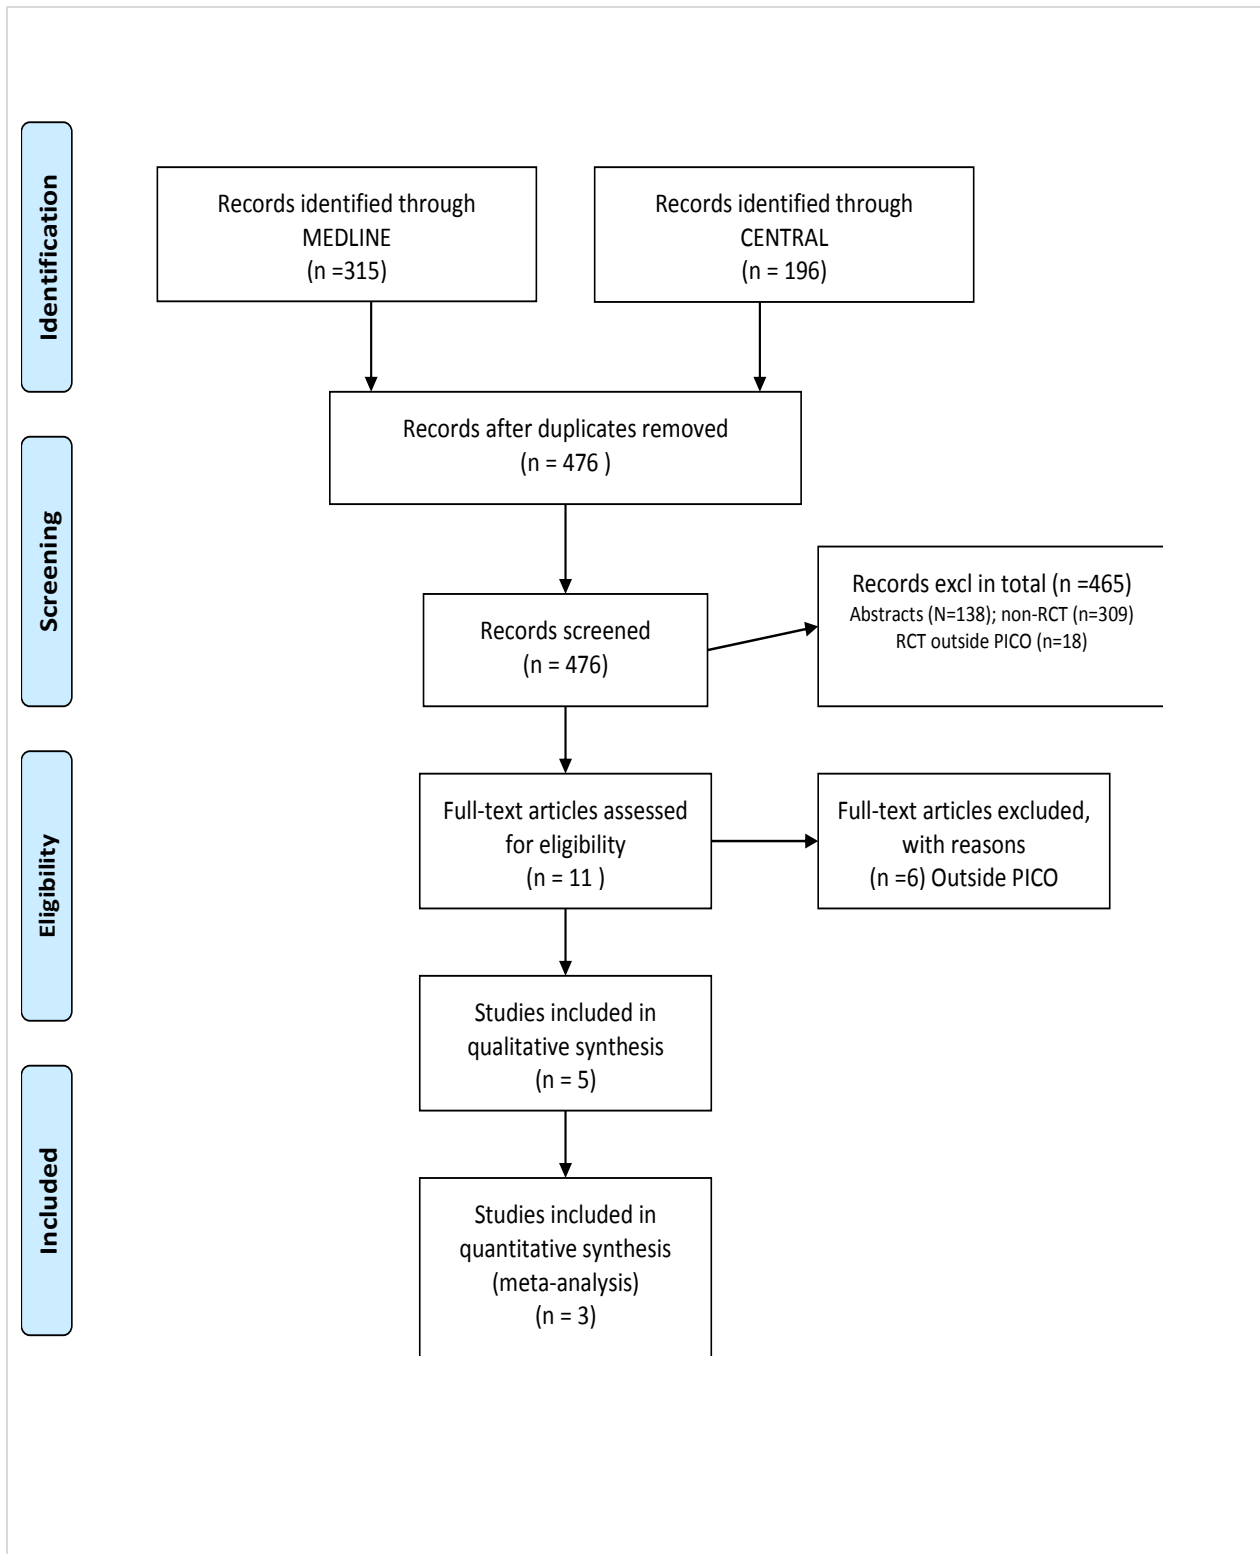 Identification
Records identified through
MEDLINE
(n =315)
Records identified through
CENTRAL
(n = 196)
Records after duplicates removed
(n = 476 )
Screening
Records screened
(n = 476)
Records excl in total (n =465)
Abstracts (N=138); non-RCT (n=309)
RCT outside PICO (n=18)
Eligibility
Full-text articles assessed
for eligibility
(n = 11 )
Full-text articles excluded,
with reasons
(n =6) Outside PICO
Studies included in
qualitative synthesis
(n = 5)
Included
Studies included in
quantitative synthesis
(meta-analysis)
(n = 3)